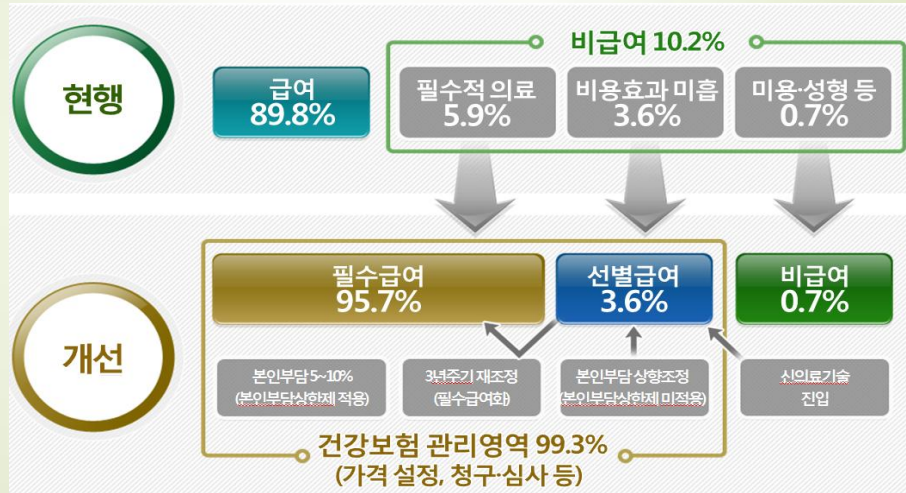 비급여 10.2%
현행
급여
89.8%
필수적 의료
5.9%
비용효과 미흡
3.6%
미용·성형 등
0.7%
개선
필수급여
95.7%
선별급여
3.6%
비급여
0.7%
본인부담 5~10%
(본인부담상한제 적용)
3년주기 재조정
(필수급여화)
본인부담 상향조정
(본인부담상한제 미적용)
신의료기술
진입
건강보험 관리영역 99.3%
(가격 설정, 청구·심사 등)